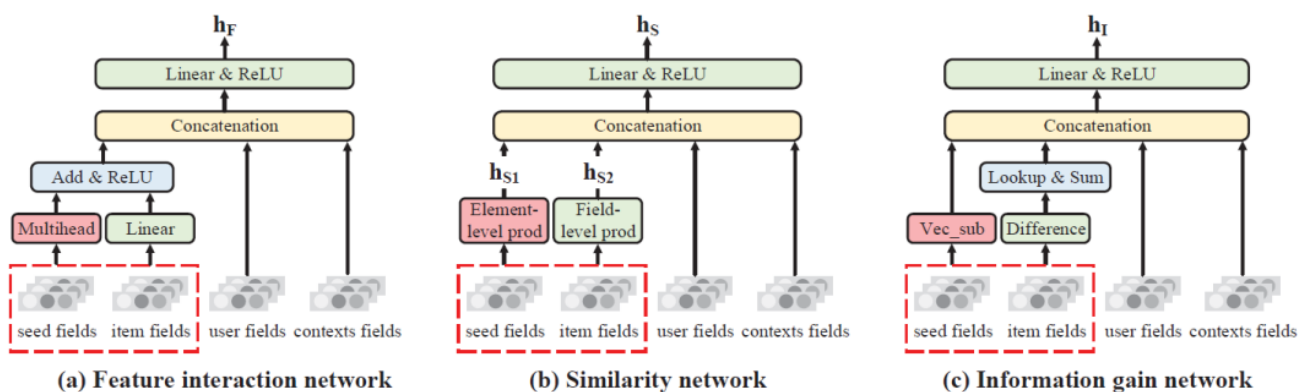 h_F
Linear & ReLU
Concatenation
Add & ReLU
Multihead
Linear
seed fields
item fields
user fields
contexts fields
(a) Feature interaction network
h_S
Linear & ReLU
Concatenation
h_S1
h_S2
Element-
level prod
Field-
level prod
seed fields
item fields
user fields
contexts fields
(b) Similarity network
h_I
Linear & ReLU
Concatenation
Lookup & Sum
Vec_sub
Difference
seed fields
item fields
user fields
contexts fields
(c) Information gain network